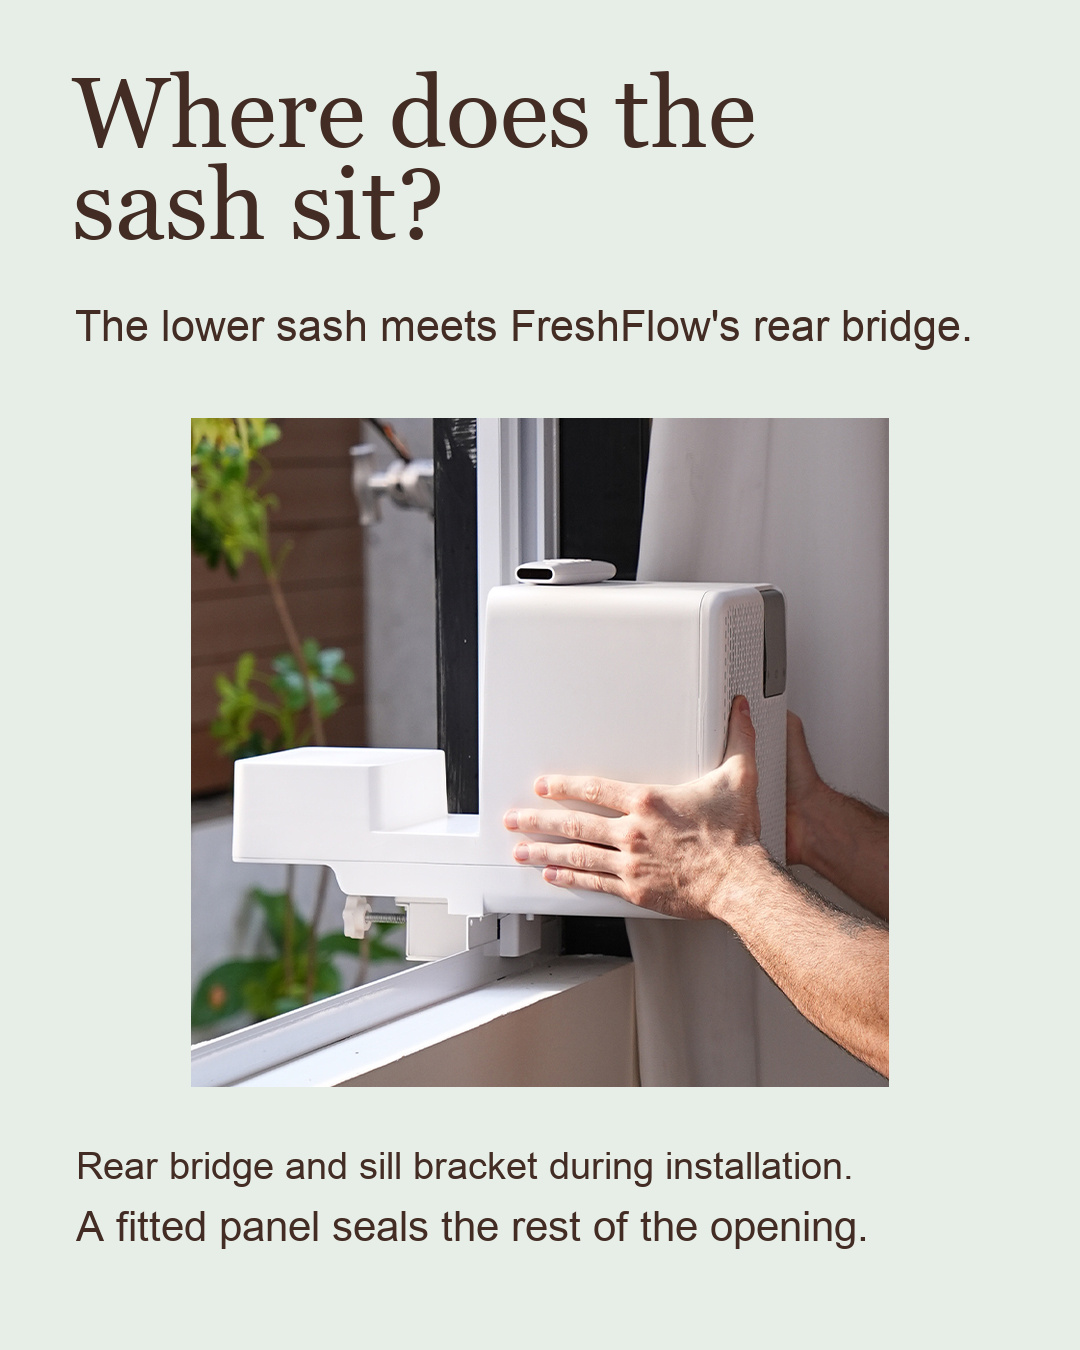 Where does the
sash sit?
The lower sash meets FreshFlow's rear bridge.
Rear bridge and sill bracket during installation.
A fitted panel seals the rest of the opening.